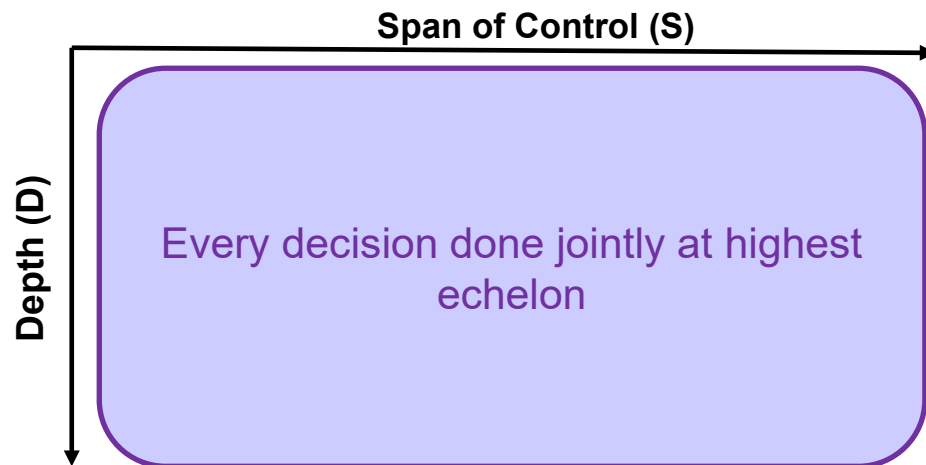 Span of Control (S)
Depth (D)
Every decision done jointly at highest
echelon